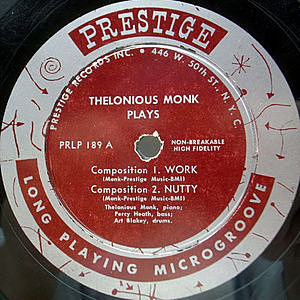 PRESTIGE
PRESTIGE RECORDS INC. • 446 W. 50th ST., N.Y.C.
THELONIOUS MONK
PLAYS
PRLP 189 A
NON-BREAKABLE
HIGH FIDELITY
Composition 1. WORK
(Monk-Prestige Music-BMI)
Composition 2. NUTTY
(Monk-Prestige Music-BMI)
Thelonious Monk, piano;
Percy Heath, bass;
Art Blakey, drums.
LONG PLAYING MICROGROOVE